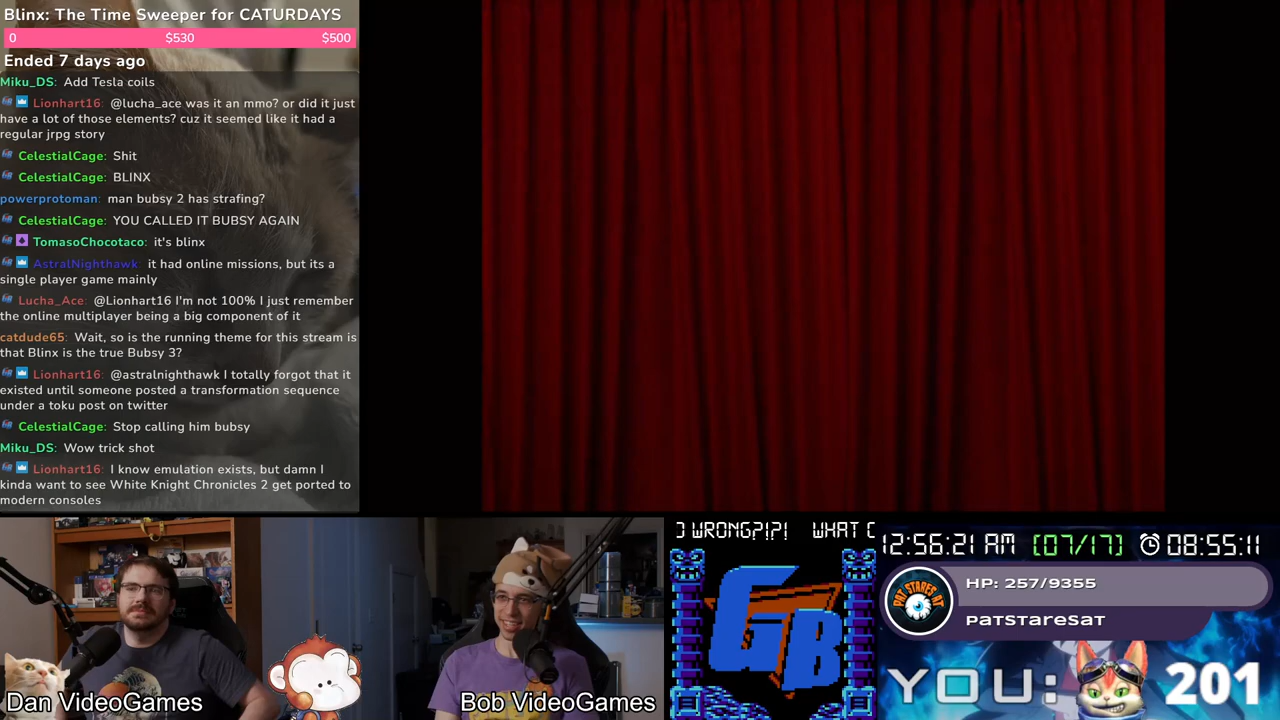 Blinx: The Time Sweeper for CATURDAYS
0 $530 $500
Ended 7 days ago
Miku_DS: Add Tesla coils
Lionhart16: @lucha_ace was it an mmo? or did it just
have a lot of those elements? cuz it seemed like it had a
regular jrpg story
CelestialCage: Shit
CelestialCage: BLINX
powerprotoman: man bubsy 2 has strafing?
CelestialCage: YOU CALLED IT BUBSY AGAIN
TomasoChocotaco: it's blinx
AstralNighthawk: it had online missions, but its a
single player game mainly
Lucha_Ace: @Lionhart16 I'm not 100% I just remember
the online multiplayer being a big component of it
catdude65: Wait, so is the running theme for this stream is
that Blinx is the true Bubsy 3?
Lionhart16: @astralnighthawk I totally forgot that it
existed until someone posted a transformation sequence
under a toku post on twitter
CelestialCage: Stop calling him bubsy
Miku_DS: Wow trick shot
Lionhart16: I know emulation exists, but damn I
kinda want to see White Knight Chronicles 2 get ported to
modern consoles
Dan VideoGames
Bob VideoGames
O WRONG?!?! WHAT C
GB
12:56:21 AM [07/17] 08:55:11
PAT STARES AT
HP: 257/9355
PatStaresAt
YOU: 201